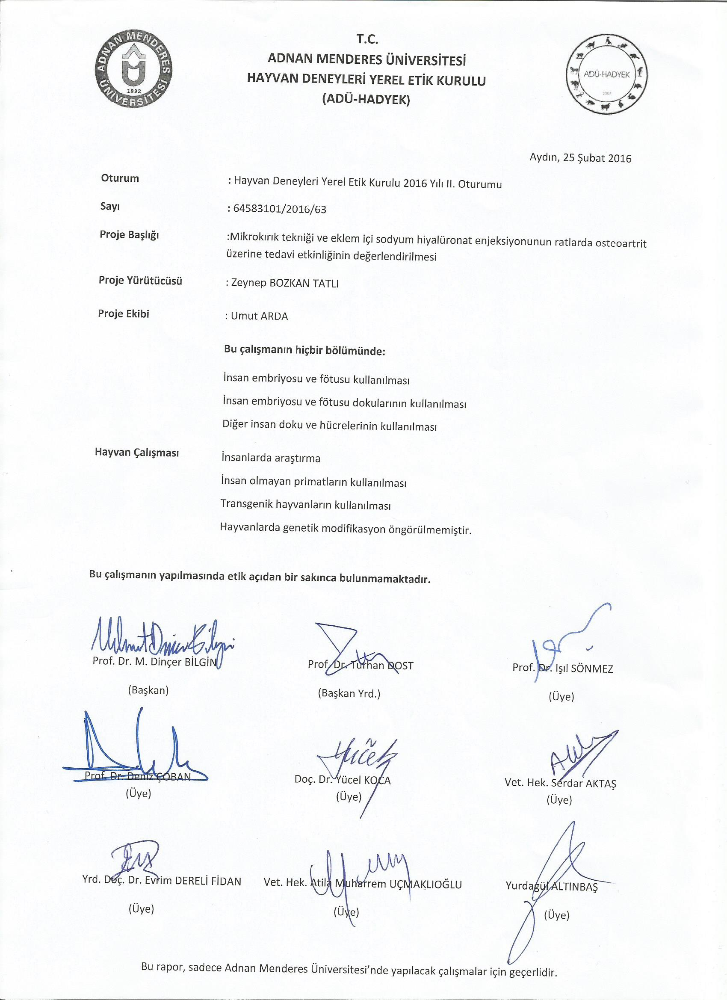 ADNAN MENDERES
ÜNİVERSİTESİ
1992
T.C.
ADNAN MENDERES ÜNİVERSİTESİ
HAYVAN DENEYLERİ YEREL ETİK KURULU
(ADÜ-HADYEK)
ADÜ-HADYEK
2007
Aydın, 25 Şubat 2016
Oturum : Hayvan Deneyleri Yerel Etik Kurulu 2016 Yılı II. Oturumu
Sayı : 64583101/2016/63
Proje Başlığı :Mikrokırık tekniği ve eklem içi sodyum hiyalüronat enjeksiyonunun ratlarda osteoartrit
üzerine tedavi etkinliğinin değerlendirilmesi
Proje Yürütücüsü : Zeynep BOZKAN TATLI
Proje Ekibi : Umut ARDA
Bu çalışmanın hiçbir bölümünde:
İnsan embriyosu ve fötusu kullanılması
İnsan embriyosu ve fötusu dokularının kullanılması
Diğer insan doku ve hücrelerinin kullanılması
Hayvan Çalışması İnsanlarda araştırma
İnsan olmayan primatların kullanılması
Transgenik hayvanların kullanılması
Hayvanlarda genetik modifikasyon öngörülmemiştir.
Bu çalışmanın yapılmasında etik açıdan bir sakınca bulunmamaktadır.
Prof. Dr. M. Dinçer BİLGİN Prof. Dr. Turhan DOST Prof. Dr. Işıl SÖNMEZ
(Başkan) (Başkan Yrd.) (Üye)
Prof. Dr. Deniz ÇOBAN Doç. Dr. Yücel KOCA Vet. Hek. Serdar AKTAŞ
(Üye) (Üye) (Üye)
Yrd. Doç. Dr. Evrim DERELİ FİDAN Vet. Hek. Atila Muharrem UÇMAKLIOĞLU Yurdagül ALTINBAŞ
(Üye) (Üye) (Üye)
Bu rapor, sadece Adnan Menderes Üniversitesi'nde yapılacak çalışmalar için geçerlidir.